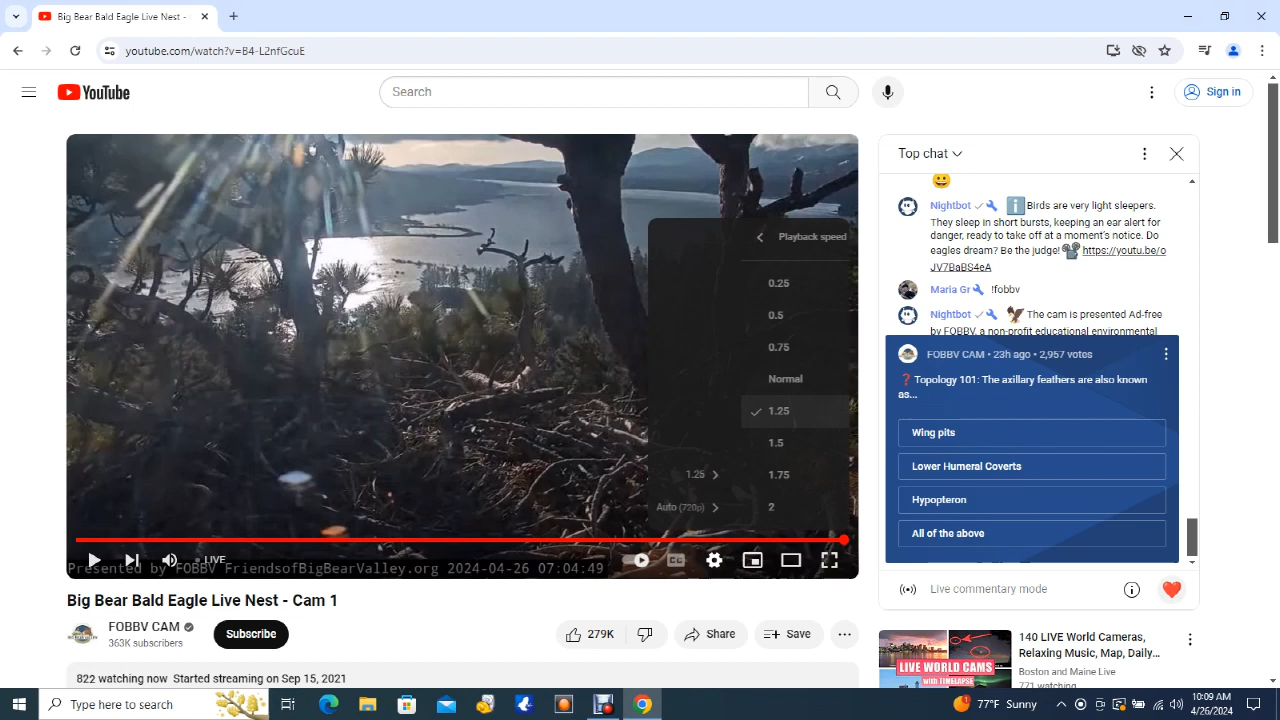 Big Bear Bald Eagle Live Nest -
youtube.com/watch?v=B4-L2nfGcuE
YouTube
Search
Sign in
Top chat
Nightbot Birds are very light sleepers.
They sleep in short bursts, keeping an ear alert for
danger, ready to take off at a moment's notice. Do
eagles dream? Be the judge! https://youtu.be/o
JV7BaBS4eA
Maria Gr !fobbv
Nightbot The cam is presented Ad-free
by FOBBV, a non-profit educational environmental
FOBBV CAM • 23h ago • 2,957 votes
❓Topology 101: The axillary feathers are also known
as...
Wing pits
Lower Humeral Coverts
Hypopteron
All of the above
Live commentary mode
Playback speed
0.25
0.5
0.75
Normal
1.25
1.5
1.75
2
1.25
Auto (720p)
LIVE
Presented by FOBBV FriendsofBigBearValley.org 2024-04-26 07:04:49
Big Bear Bald Eagle Live Nest - Cam 1
FOBBV CAM
363K subscribers
Subscribe
279K
Share
Save
822 watching now Started streaming on Sep 15, 2021
LIVE WORLD CAMS
with TIMELAPSE
140 LIVE World Cameras,
Relaxing Music, Map, Daily...
Boston and Maine Live
771 watching
Type here to search
77°F Sunny
10:09 AM
4/26/2024